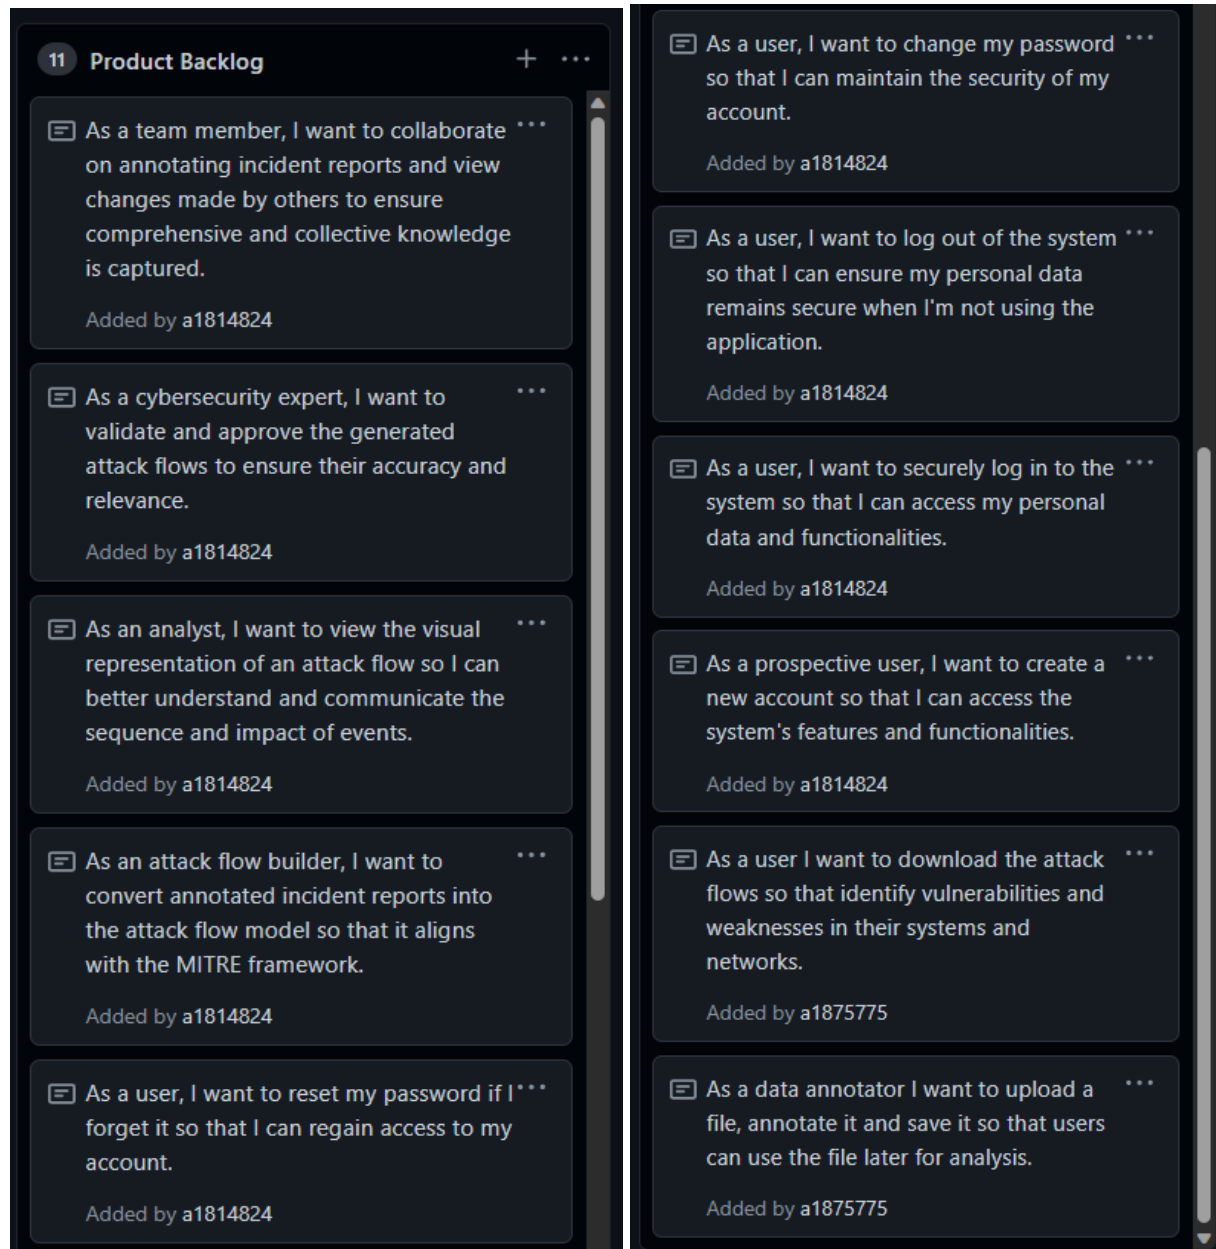 11 Product Backlog
As a team member, I want to collaborate
on annotating incident reports and view
changes made by others to ensure
comprehensive and collective knowledge
is captured.
Added by a1814824
As a cybersecurity expert, I want to
validate and approve the generated
attack flows to ensure their accuracy and
relevance.
Added by a1814824
As an analyst, I want to view the visual
representation of an attack flow so I can
better understand and communicate the
sequence and impact of events.
Added by a1814824
As an attack flow builder, I want to
convert annotated incident reports into
the attack flow model so that it aligns
with the MITRE framework.
Added by a1814824
As a user, I want to reset my password if I
forget it so that I can regain access to my
account.
Added by a1814824
As a user, I want to change my password
so that I can maintain the security of my
account.
Added by a1814824
As a user, I want to log out of the system
so that I can ensure my personal data
remains secure when I'm not using the
application.
Added by a1814824
As a user, I want to securely log in to the
system so that I can access my personal
data and functionalities.
Added by a1814824
As a prospective user, I want to create a
new account so that I can access the
system's features and functionalities.
Added by a1814824
As a user I want to download the attack
flows so that identify vulnerabilities and
weaknesses in their systems and
networks.
Added by a1875775
As a data annotator I want to upload a
file, annotate it and save it so that users
can use the file later for analysis.
Added by a1875775